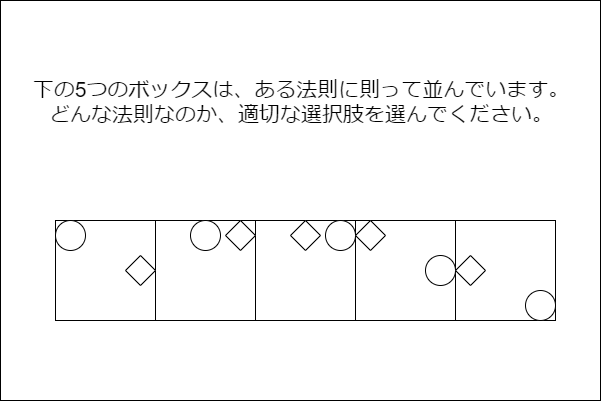 下の5つのボックスは、ある法則に則って並んでいます。
どんな法則なのか、適切な選択肢を選んでください。